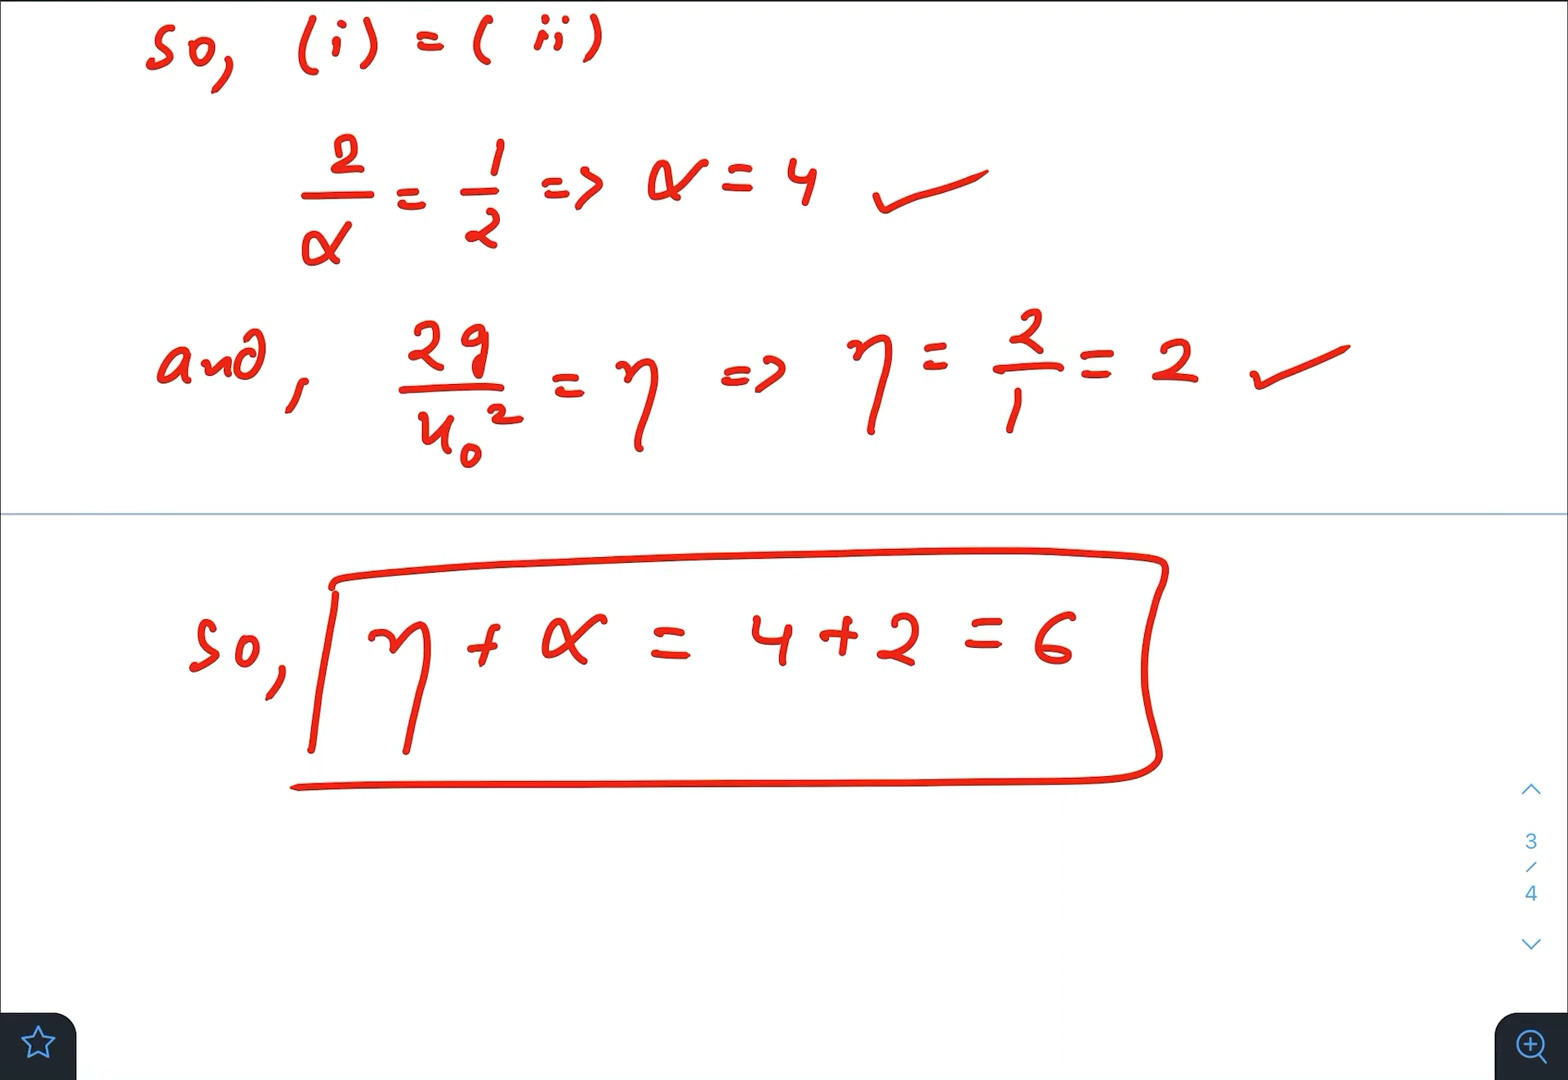 so, (i) = (ii)
2/α = 1/2 => α = 4 ✓
and, 2g/u₀² = η => η = 2/1 = 2 ✓
so, η + α = 4 + 2 = 6
3
/
4